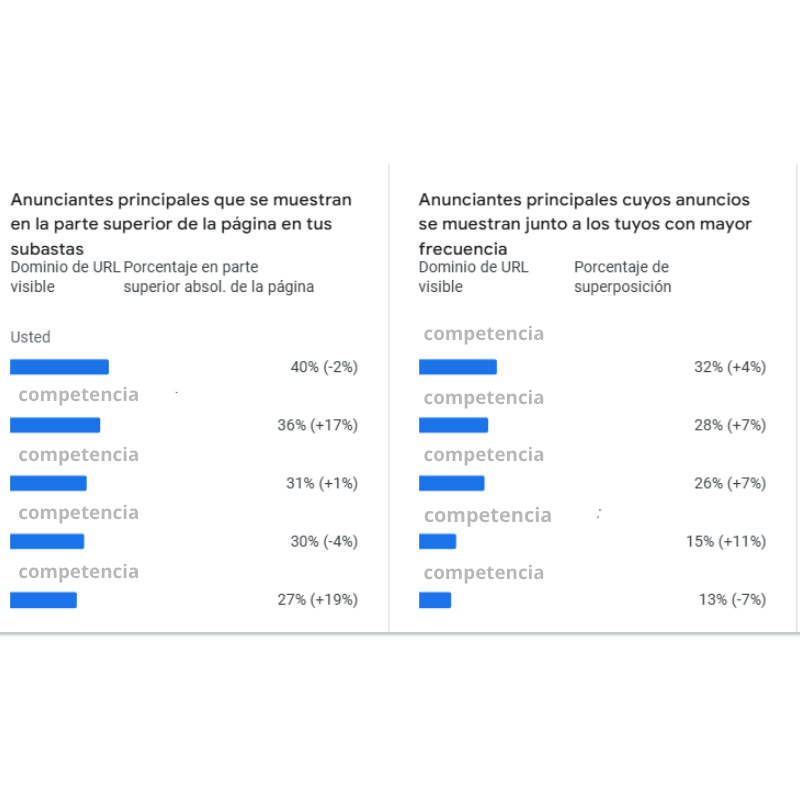 Anunciantes principales que se muestran
en la parte superior de la página en tus
subastas
Dominio de URL Porcentaje en parte
visible superior absol. de la página
Usted
40% (-2%)
competencia
36% (+17%)
competencia
31% (+1%)
competencia
30% (-4%)
competencia
27% (+19%)
Anunciantes principales cuyos anuncios
se muestran junto a los tuyos con mayor
frecuencia
Dominio de URL Porcentaje de
visible superposición
competencia
32% (+4%)
competencia
28% (+7%)
competencia
26% (+7%)
competencia
15% (+11%)
competencia
13% (-7%)